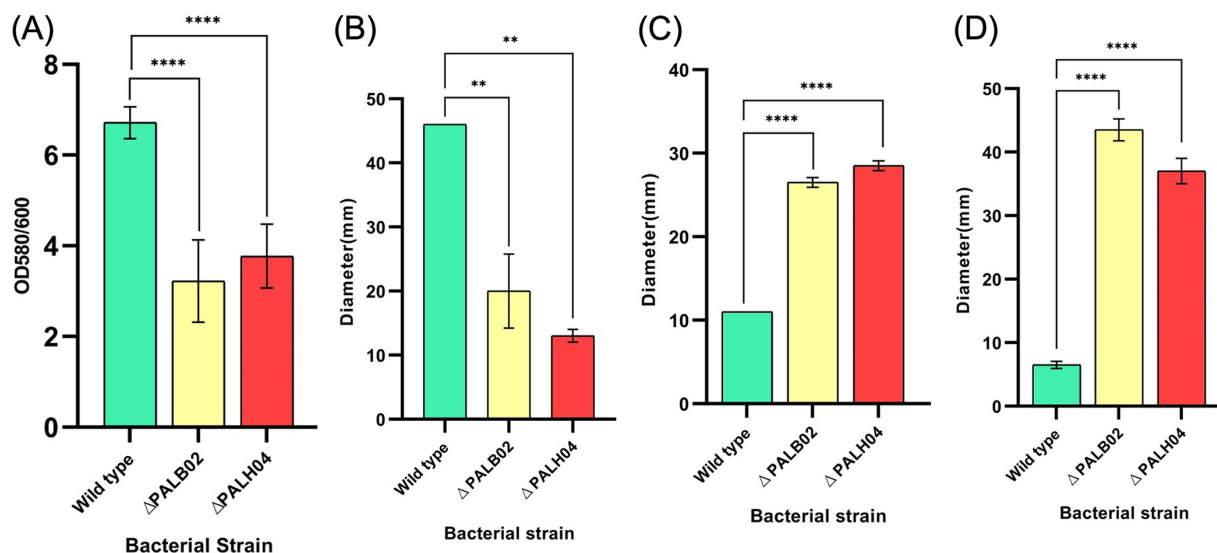 (A)
****
****
OD580/600
8
6
4
2
0
Wild type
ΔPALB02
ΔPALH04
Bacterial Strain
(B)
**
**
Diameter(mm)
50
40
30
20
10
0
Wild type
△PALB02
△PALH04
Bacterial strain
(C)
****
****
Diameter(mm)
40
30
20
10
0
Wild type
△PALB02
△PALH04
Bacterial strain
(D)
****
****
Diameter(mm)
50
40
30
20
10
0
Wild type
△PALB02
△PALH04
Bacterial strain